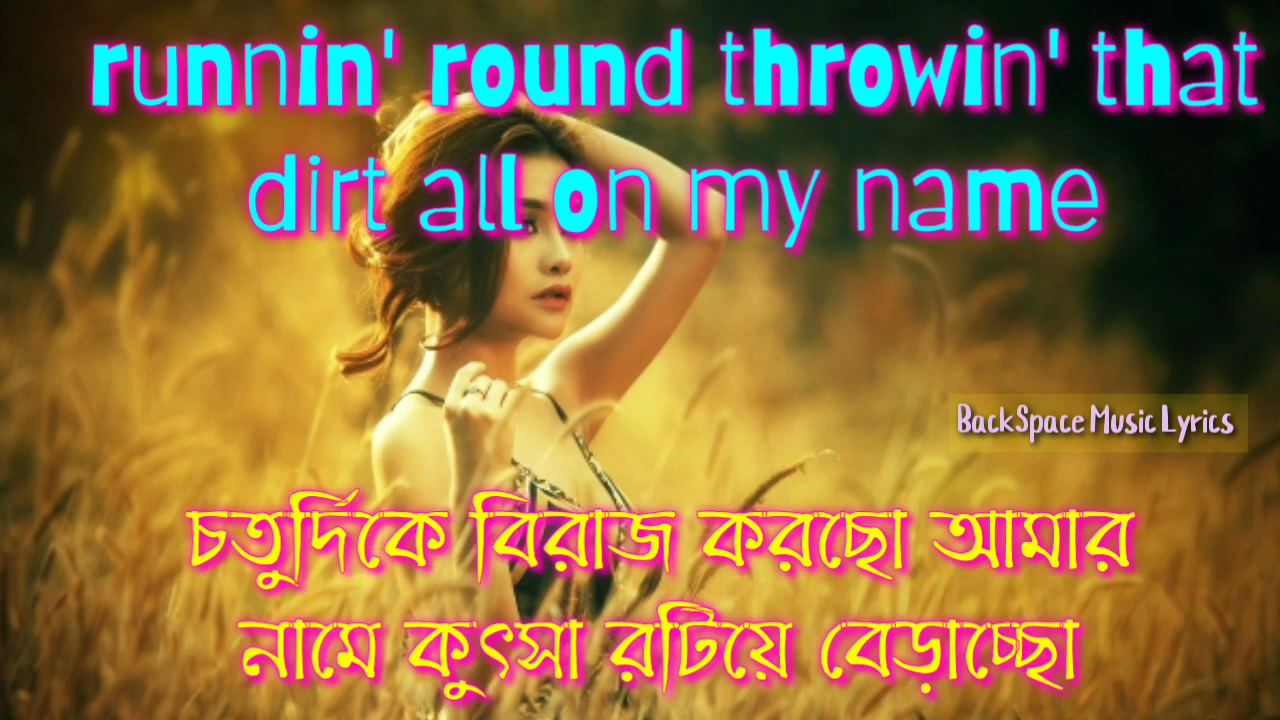 runnin' round throwin' that
dirt all on my name
BackSpace Music Lyrics
চতুর্দিকে বিরাজ করছো আমার
নামে কুৎসা রটিয়ে বেড়াচ্ছো